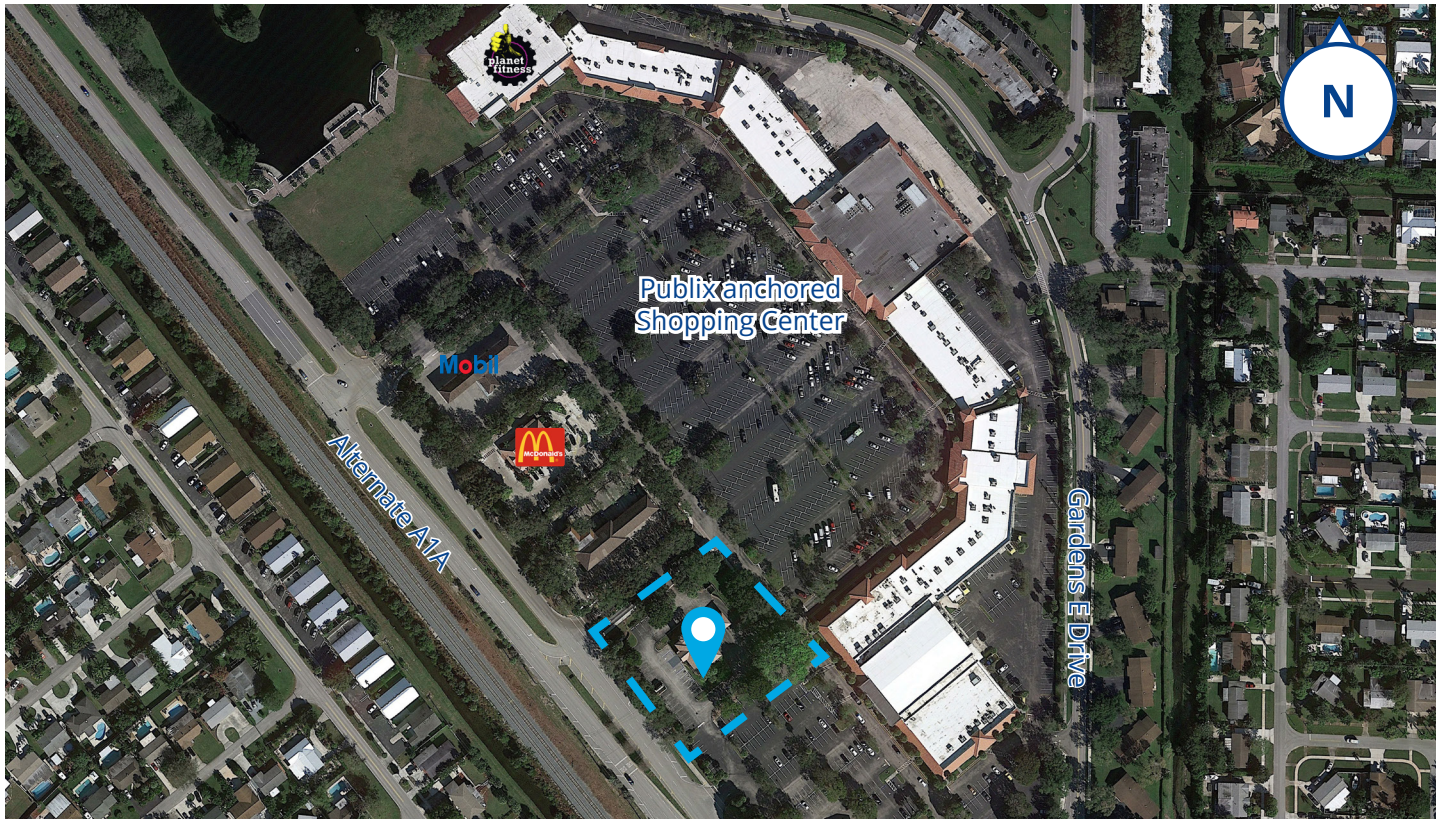 planet
fitness
N
Publix anchored
Shopping Center
Mobil
McDonald's
Alternate A1A
Gardens E Drive